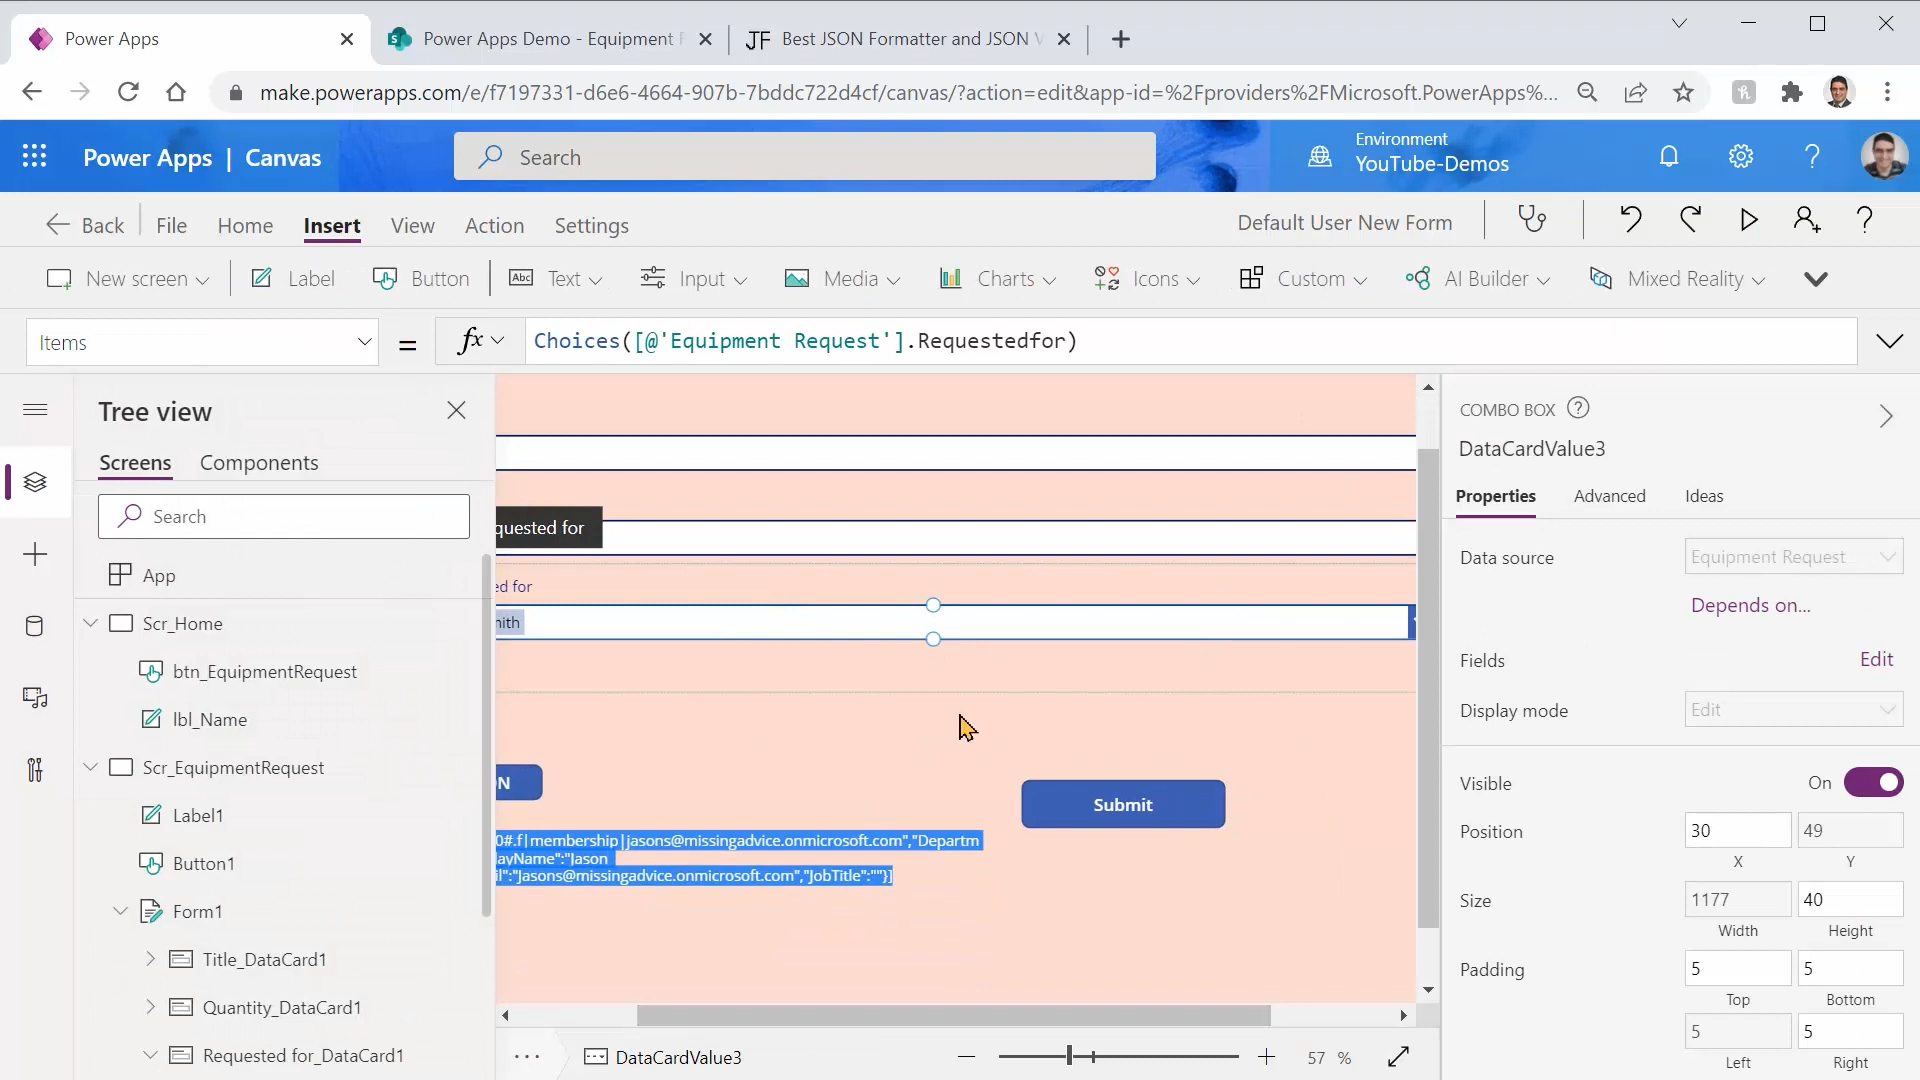 Power Apps
Power Apps Demo - Equipment
Best JSON Formatter and JSON
make.powerapps.com/e/f7197331-d6e6-4664-907b-7bddc722d4cf/canvas/?action=edit&app-id=%2Fproviders%2FMicrosoft.PowerApps%...
Power Apps | Canvas
Search
Environment
YouTube-Demos
Back
File
Home
Insert
View
Action
Settings
Default User New Form
New screen
Label
Button
Abc
Text
Input
Media
Charts
Icons
Custom
AI Builder
Mixed Reality
Items
=
fx
Choices([@'Equipment Request'].Requestedfor)
Tree view
Screens
Components
Search
App
Scr_Home
btn_EquipmentRequest
lbl_Name
Scr_EquipmentRequest
Label1
Button1
Form1
Title_DataCard1
Quantity_DataCard1
Requested for_DataCard1
quested for
ed for
nith
N
Submit
0#.f|membership|jasons@missingadvice.onmicrosoft.com","Departm
layName":"Jason
il":"Jasons@missingadvice.onmicrosoft.com","JobTitle":""}]
DataCardValue3
57 %
COMBO BOX
DataCardValue3
Properties
Advanced
Ideas
Data source
Equipment Request
Depends on...
Fields
Edit
Display mode
Edit
Visible
On
Position
30
49
X
Y
Size
1177
40
Width
Height
Padding
5
5
Top
Bottom
5
5
Left
Right